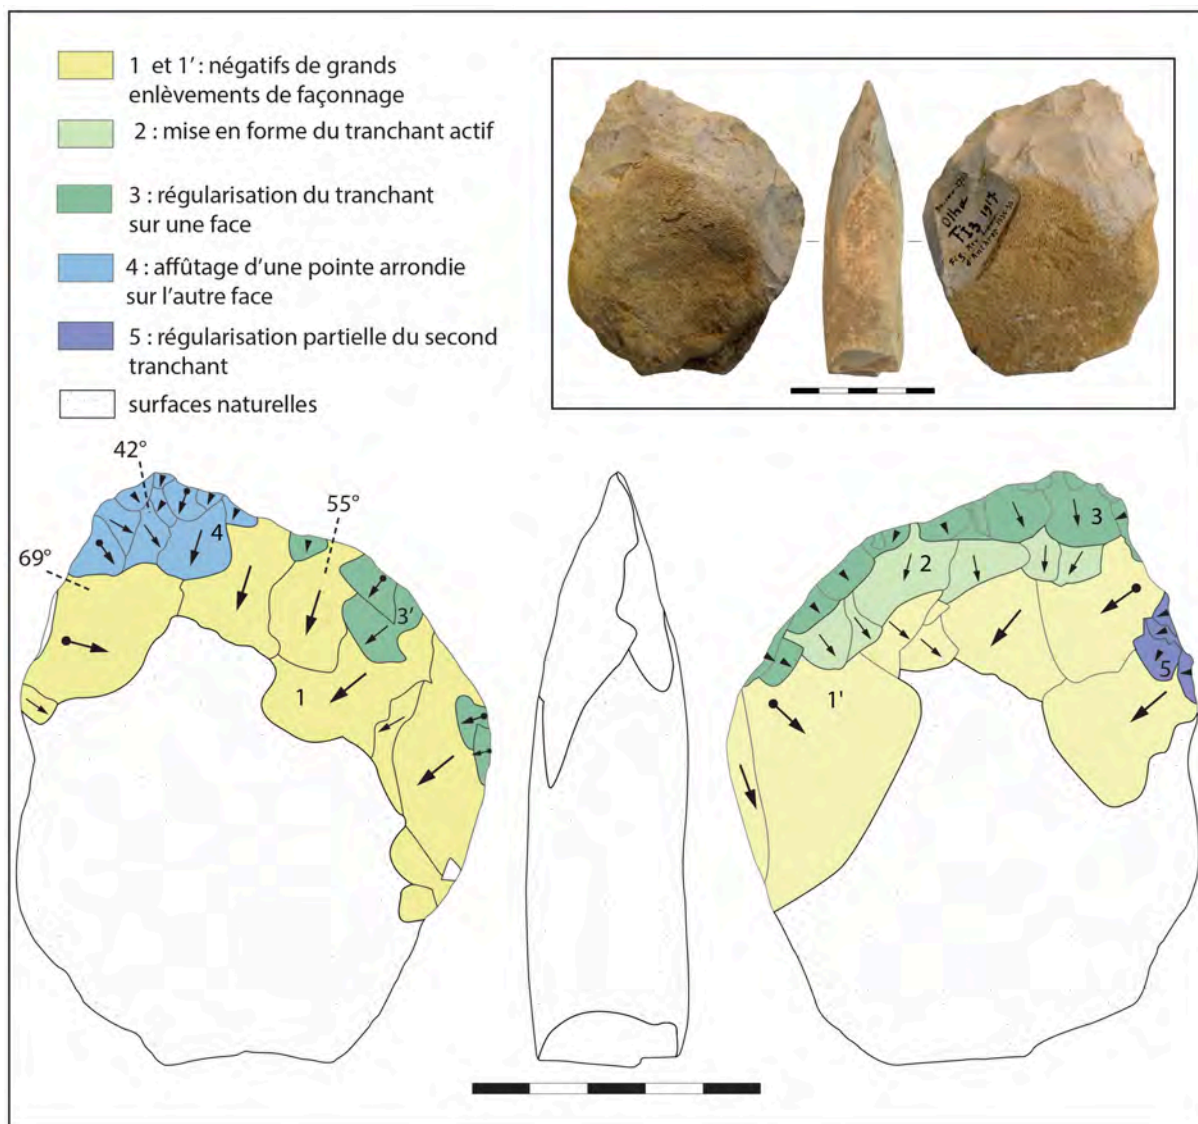 1 et 1' : négatifs de grands
enlèvements de façonnage
2 : mise en forme du tranchant actif
3 : régularisation du tranchant
sur une face
4 : affûtage d'une pointe arrondie
sur l'autre face
5 : régularisation partielle du second
tranchant
surfaces naturelles
Olha
1917
42°
55°
69°
4
3'
1
3
2
5
1'